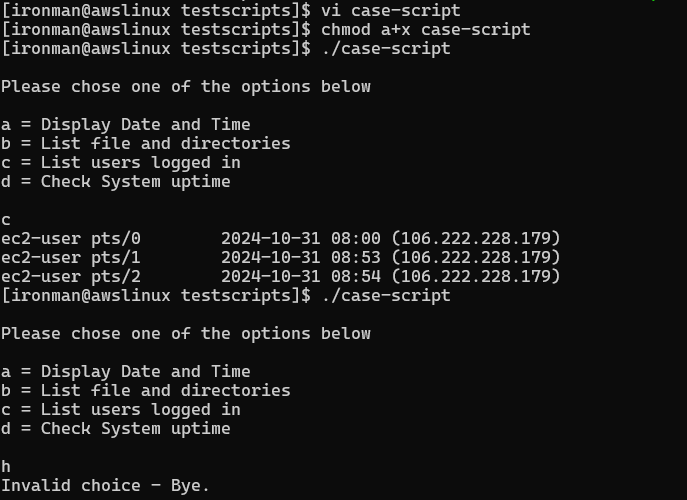 [ironman@awslinux testscripts]$ vi case-script
[ironman@awslinux testscripts]$ chmod a+x case-script
[ironman@awslinux testscripts]$ ./case-script
Please chose one of the options below
a = Display Date and Time
b = List file and directories
c = List users logged in
d = Check System uptime
c
ec2-user pts/0        2024-10-31 08:00 (106.222.228.179)
ec2-user pts/1        2024-10-31 08:53 (106.222.228.179)
ec2-user pts/2        2024-10-31 08:54 (106.222.228.179)
[ironman@awslinux testscripts]$ ./case-script
Please chose one of the options below
a = Display Date and Time
b = List file and directories
c = List users logged in
d = Check System uptime
h
Invalid choice - Bye.